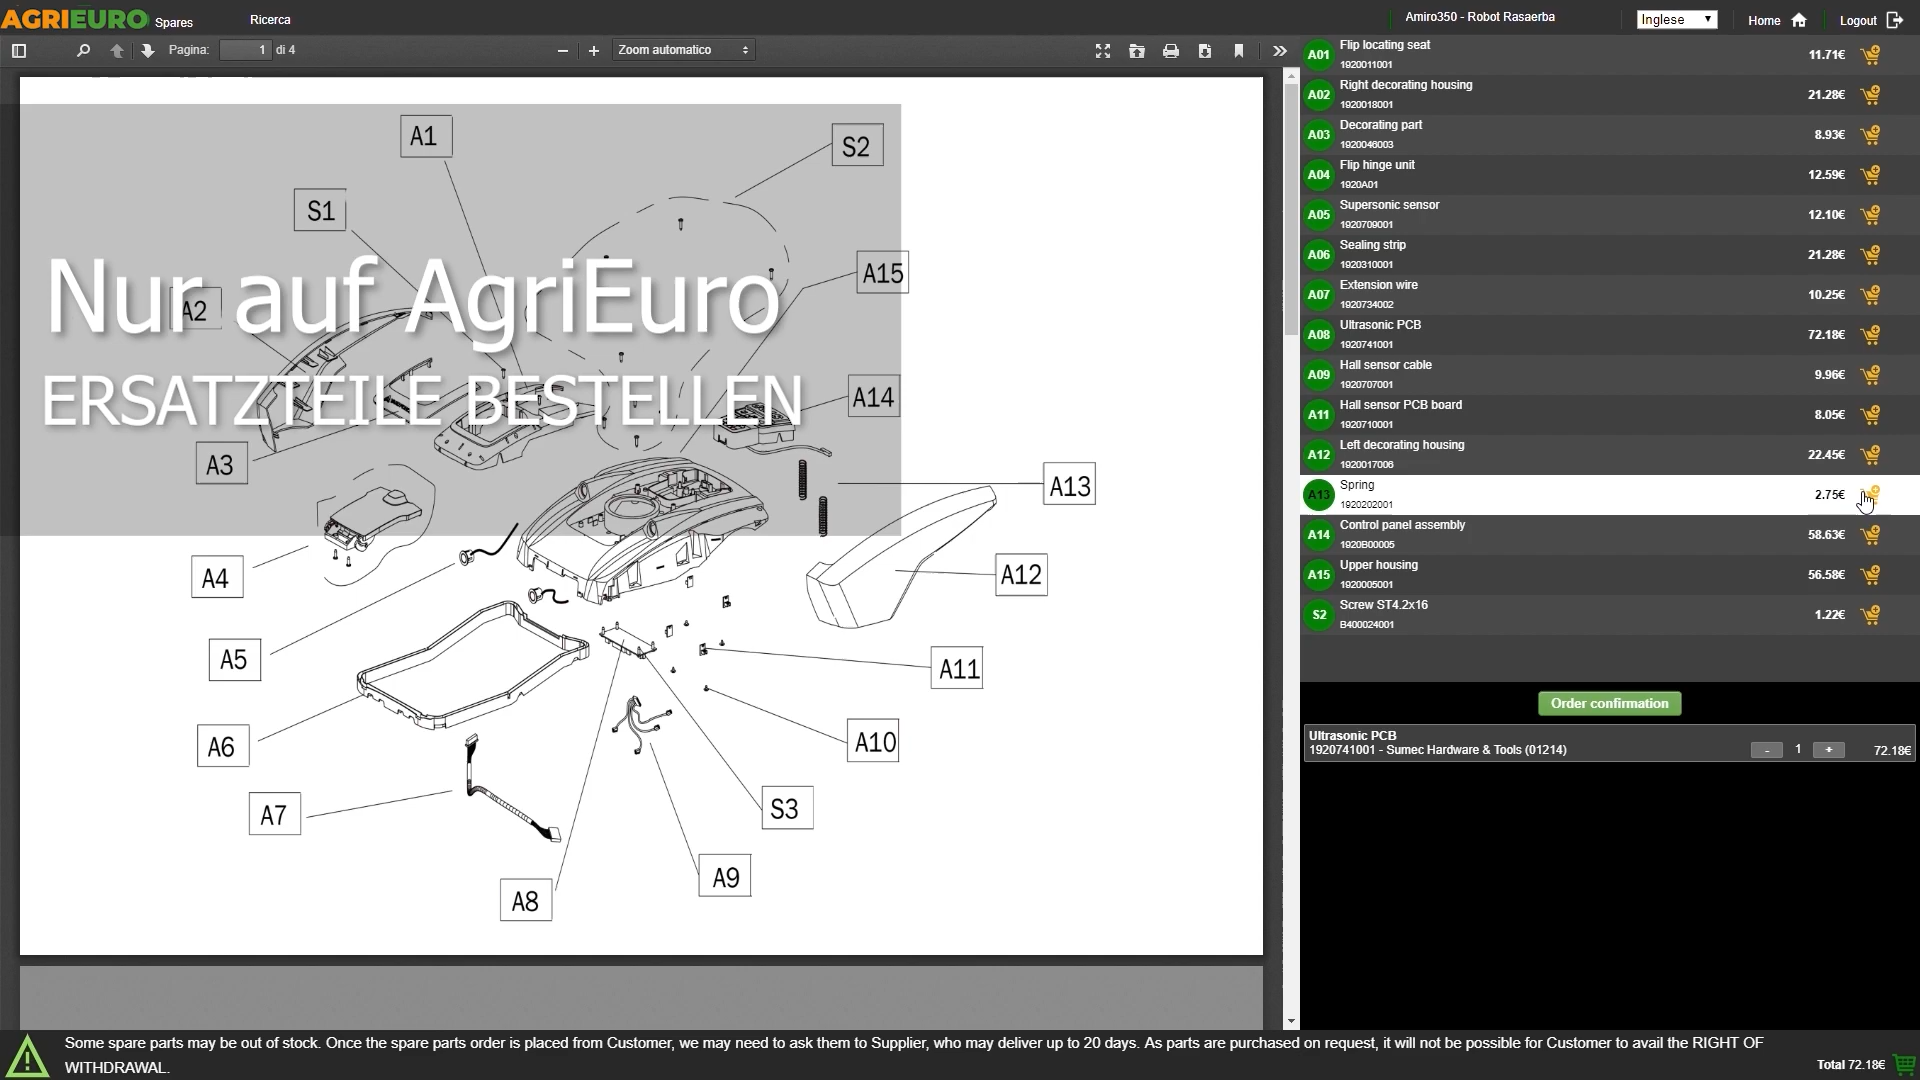 AGRIEURO Spares
Ricerca
Amiro350 - Robot Rasaerba
Inglese
Home
Logout
Pagina: 1 di 4
Zoom automatico
A1
S2
S1
A15
A2
Nur auf AgriEuro
ERSATZTEILE BESTELLEN
A14
A3
A13
A4
A12
A5
A11
A6
A10
A7
S3
A9
A8
A01 Flip locating seat 11.71€
1920011001
A02 Right decorating housing 21.28€
1920018001
A03 Decorating part 8.93€
1920046003
A04 Flip hinge unit 12.59€
1920A01
A05 Supersonic sensor 12.10€
1920709001
A06 Sealing strip 21.28€
1920310001
A07 Extension wire 10.25€
1920734002
A08 Ultrasonic PCB 72.18€
1920741001
A09 Hall sensor cable 9.96€
1920707001
A11 Hall sensor PCB board 8.05€
1920710001
A12 Left decorating housing 22.45€
1920017006
A13 Spring 2.75€
1920202001
A14 Control panel assembly 58.63€
1920B00005
A15 Upper housing 56.58€
1920005001
S2 Screw ST4.2x16 1.22€
B400024001
Order confirmation
Ultrasonic PCB
1920741001 - Sumec Hardware & Tools (01214) - 1 + 72.18€
Some spare parts may be out of stock. Once the spare parts order is placed from Customer, we may need to ask them to Supplier, who may deliver up to 20 days. As parts are purchased on request, it will not be possible for Customer to avail the RIGHT OF
WITHDRAWAL.
Total 72.18€